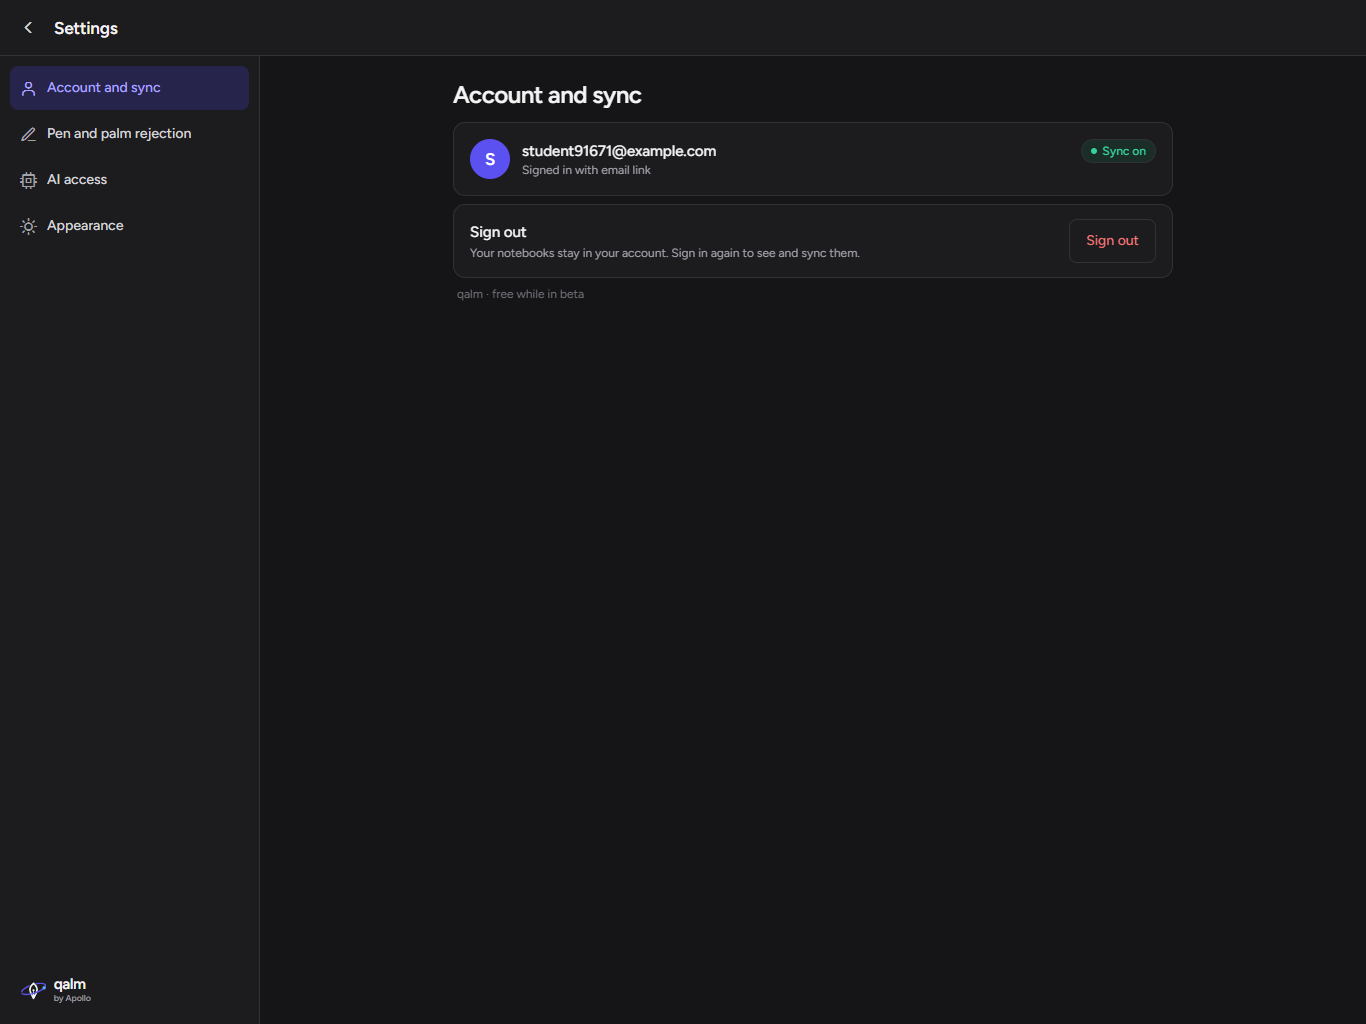 Settings
Account and sync
Pen and palm rejection
AI access
Appearance
Account and sync
S
student91671@example.com
Signed in with email link
Sync on
Sign out
Your notebooks stay in your account. Sign in again to see and sync them.
Sign out
qalm · free while in beta
qalm
by Apollo